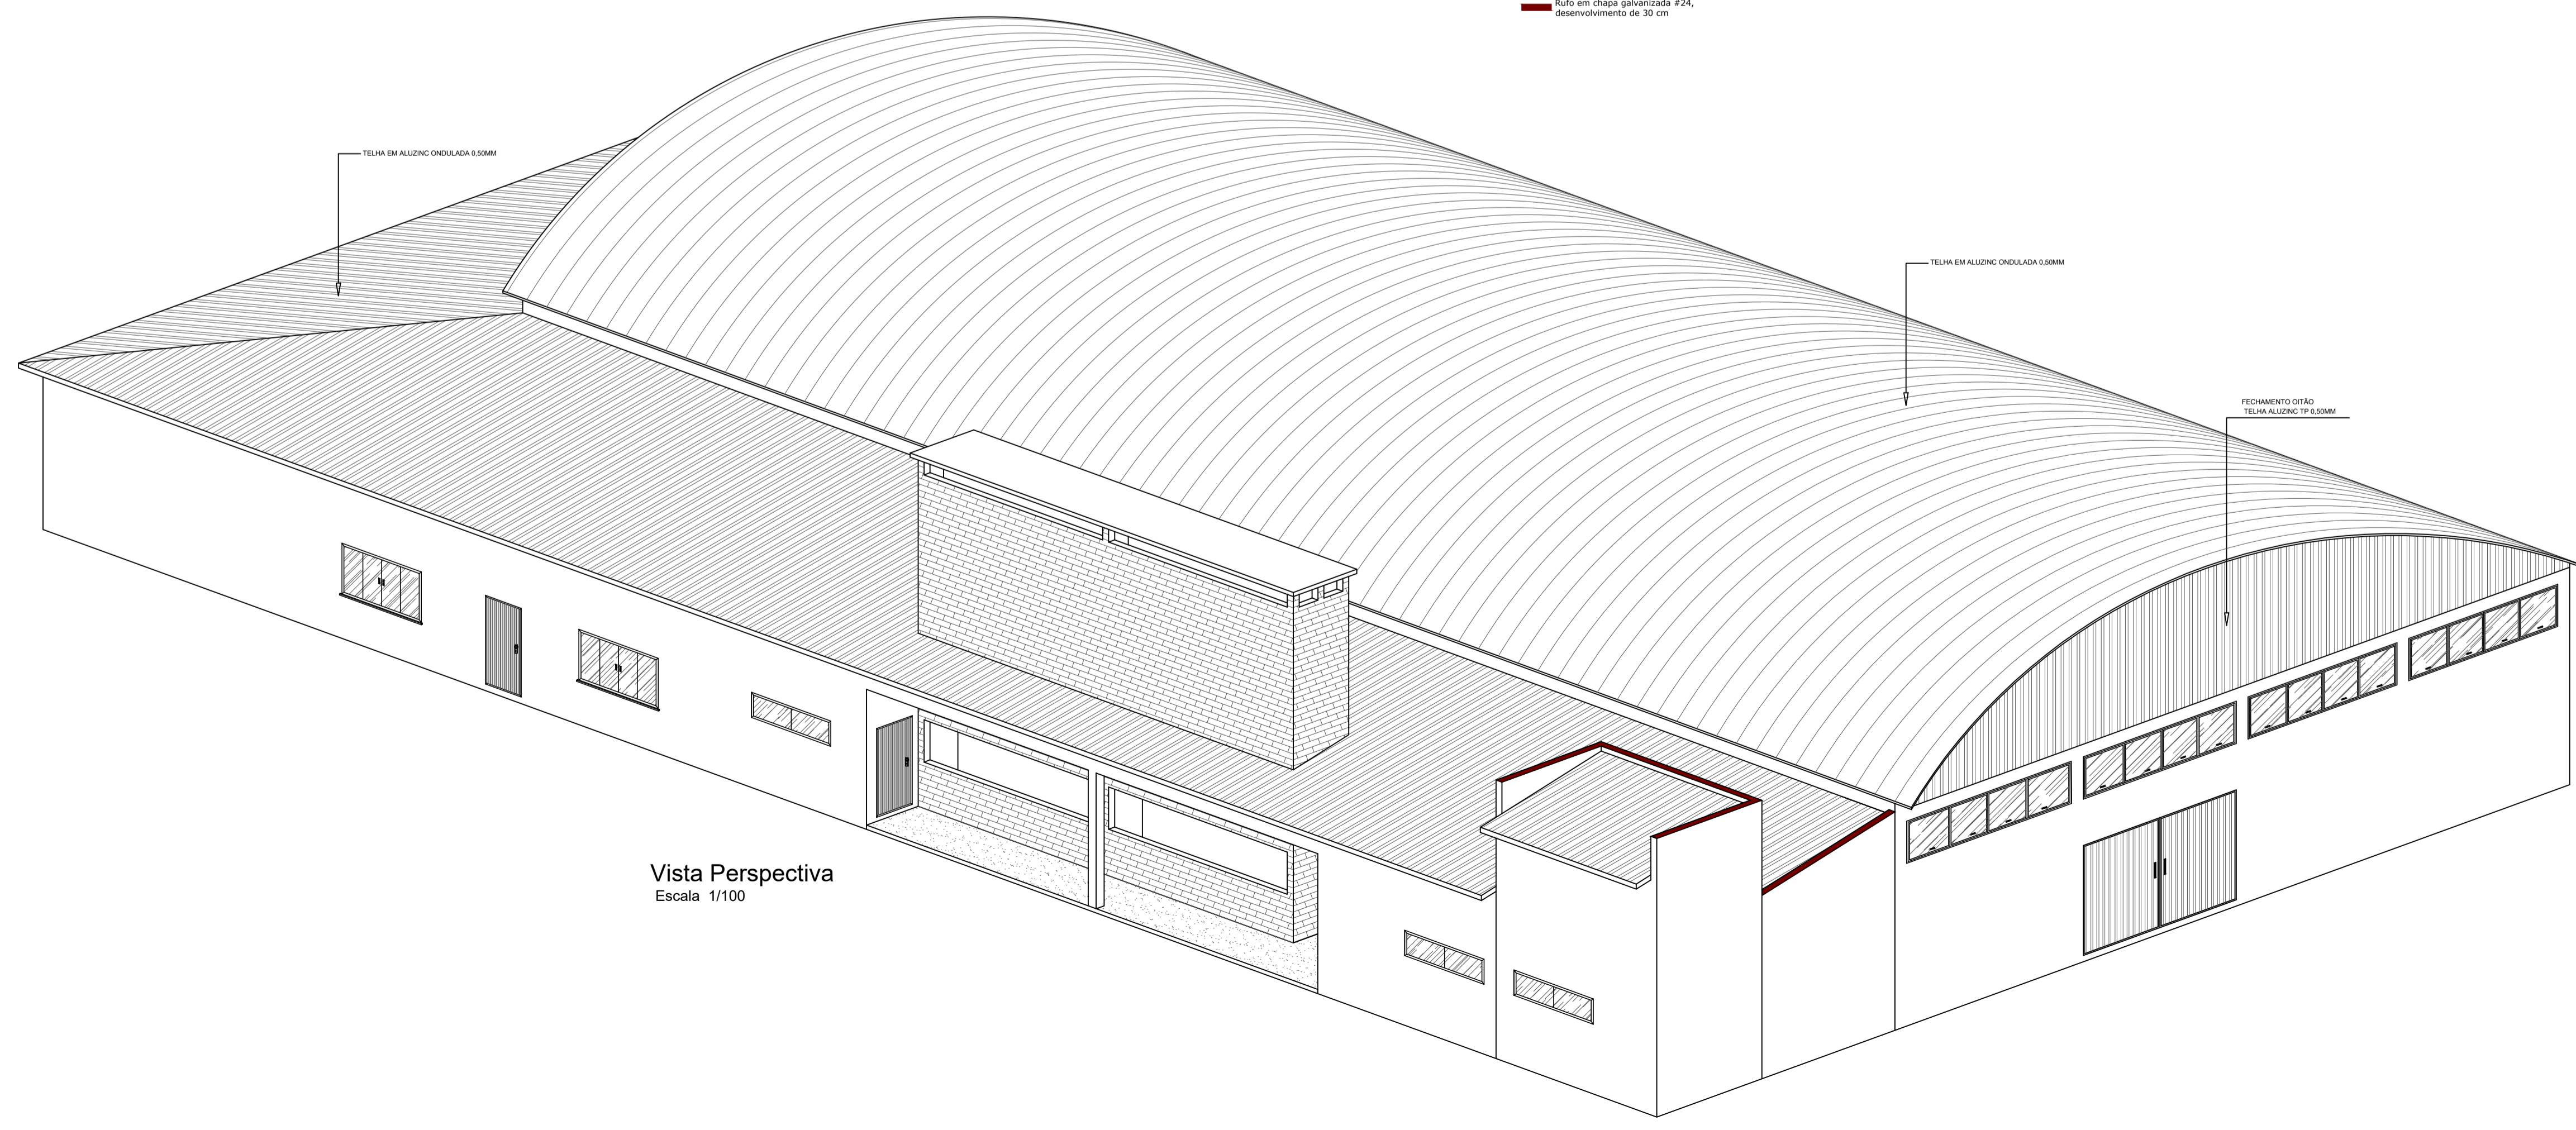 Rufo em chapa galvanizada #24,
desenvolvimento de 30 cm
TELHA EM ALUZINC ONDULADA 0,50MM
TELHA EM ALUZINC ONDULADA 0,50MM
FECHAMENTO OITÃO
TELHA ALUZINC TP 0,50MM
Vista Perspectiva
Escala 1/100